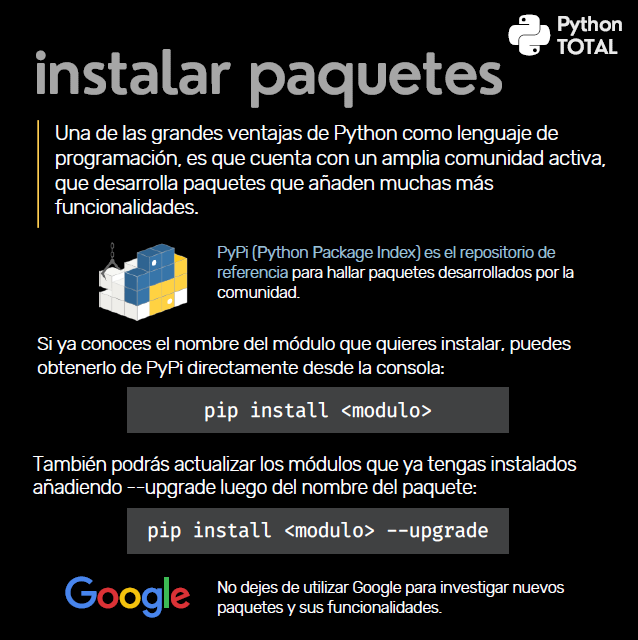 Python
TOTAL
instalar paquetes
Una de las grandes ventajas de Python como lenguaje de
programación, es que cuenta con un amplia comunidad activa,
que desarrolla paquetes que añaden muchas más
funcionalidades.
PyPi (Python Package Index) es el repositorio de
referencia para hallar paquetes desarrollados por la
comunidad.
Si ya conoces el nombre del módulo que quieres instalar, puedes
obtenerlo de PyPi directamente desde la consola:
pip install <modulo>
También podrás actualizar los módulos que ya tengas instalados
añadiendo --upgrade luego del nombre del paquete:
pip install <modulo> --upgrade
Google
No dejes de utilizar Google para investigar nuevos
paquetes y sus funcionalidades.